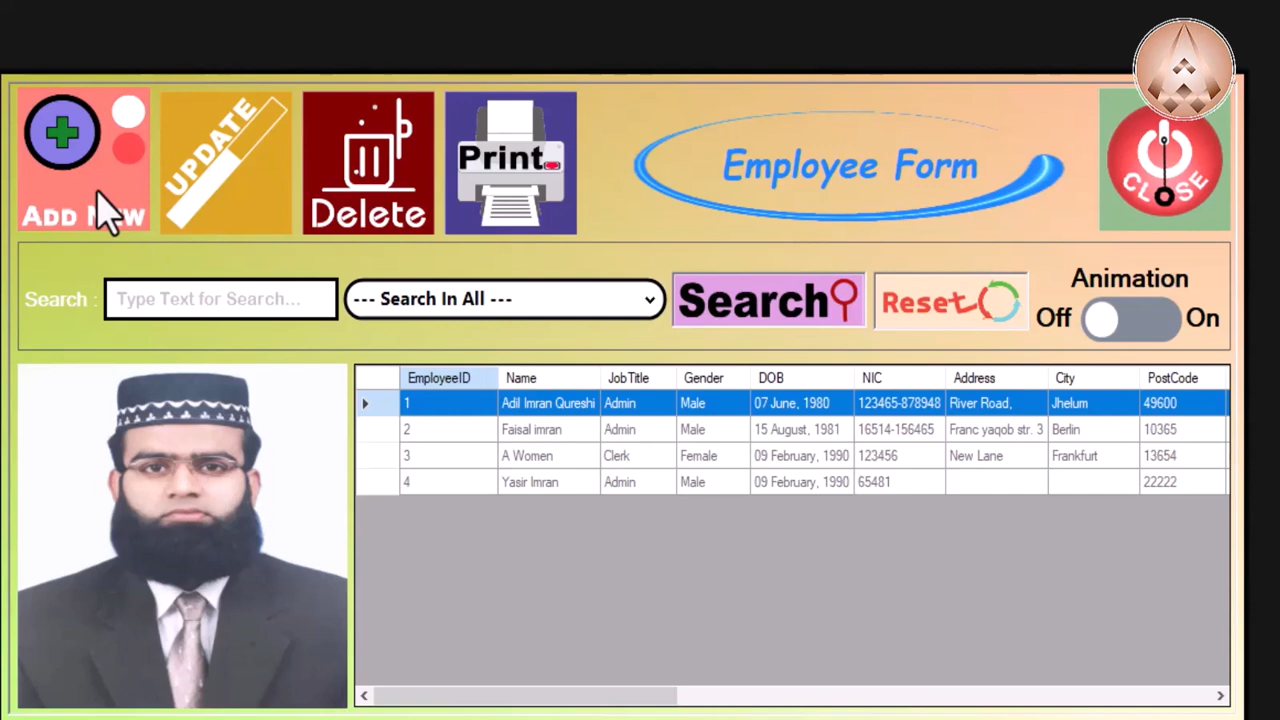 ADD NEW
UPDATE
Delete
Print
Employee Form
CLOSE
Search :
Type Text for Search...
--- Search In All ---
Search
Reset
Animation
Off
On
EmployeeID Name JobTitle Gender DOB NIC Address City PostCode
1 Adil Imran Qureshi Admin Male 07 June, 1980 123465-878948 River Road, Jhelum 49600
2 Faisal imran Admin Male 15 August, 1981 16514-156465 Franc yaqob str. 3 Berlin 10365
3 A Women Clerk Female 09 February, 1990 123456 New Lane Frankfurt 13654
4 Yasir Imran Admin Male 09 February, 1990 65481 22222